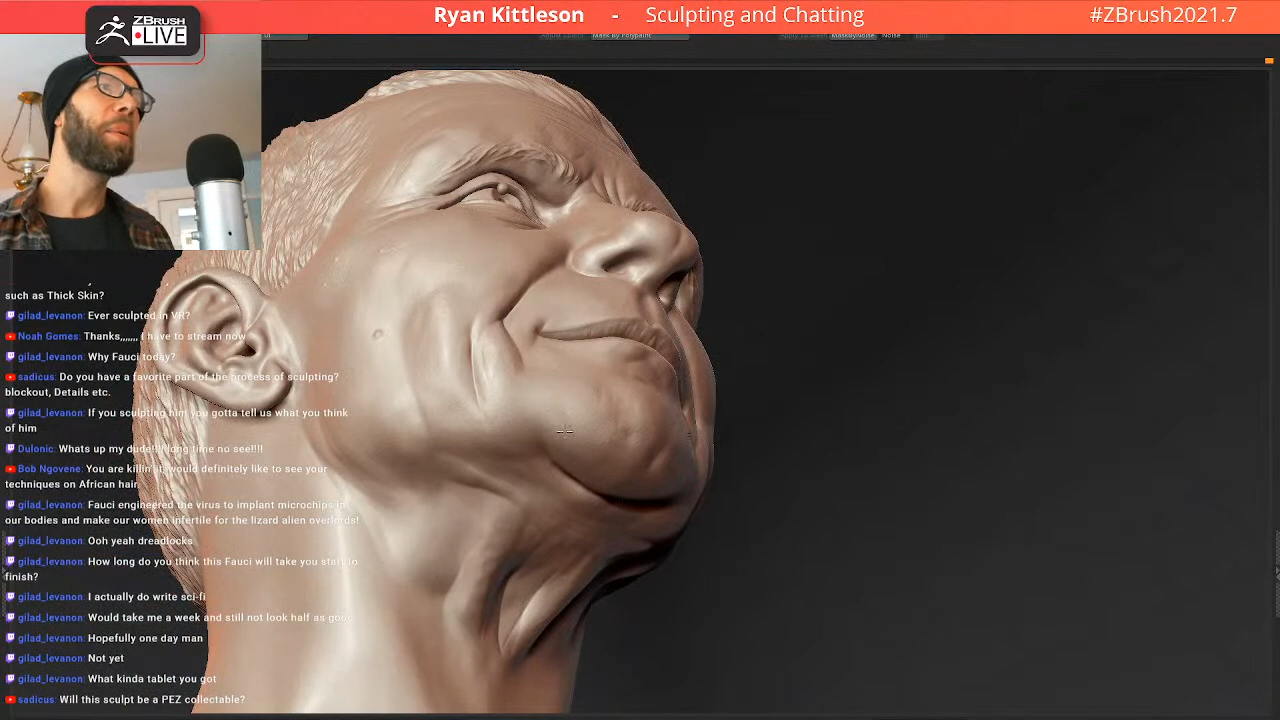 Ryan Kittleson - Sculpting and Chatting #ZBrush2021.7
ZBRUSH
LIVE
Mask By Polypaint MaskByNoise Noise
such as Thick Skin?
gilad_levanon: Ever sculpted in VR?
Noah Gomes: Thanks,,,,,,, I have to stream now
gilad_levanon: Why Fauci today?
sadicus: Do you have a favorite part of the process of sculpting?
blockout, Details etc.
gilad_levanon: If you sculpting him you gotta tell us what you think
of him
Dulonic: Whats up my dude!!! long time no see!!!!
Bob Ngovene: You are killin it would definitely like to see your
techniques on African hair
gilad_levanon: Fauci engineered the virus to implant microchips in
our bodies and make our women infertile for the lizard alien overlords!
gilad_levanon: Ooh yeah dreadlocks
gilad_levanon: How long do you think this Fauci will take you start to
finish?
gilad_levanon: I actually do write sci-fi
gilad_levanon: Would take me a week and still not look half as good
gilad_levanon: Hopefully one day man
gilad_levanon: Not yet
gilad_levanon: What kinda tablet you got
sadicus: Will this sculpt be a PEZ collectable?